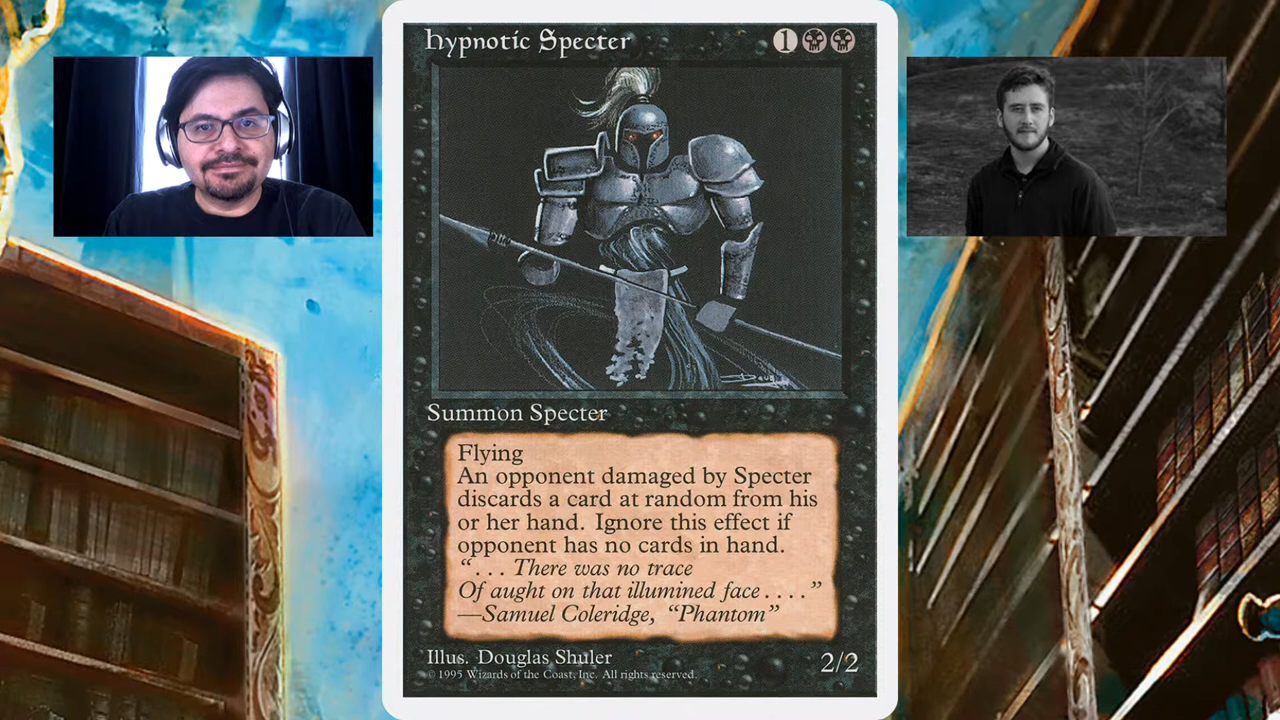 Hypnotic Specter
1
Summon Specter
Flying
An opponent damaged by Specter
discards a card at random from his
or her hand. Ignore this effect if
opponent has no cards in hand.
“. . . There was no trace
Of aught on that illumined face . . . .”
—Samuel Coleridge, “Phantom”
Illus. Douglas Shuler
2/2
© 1995 Wizards of the Coast, Inc. All rights reserved.